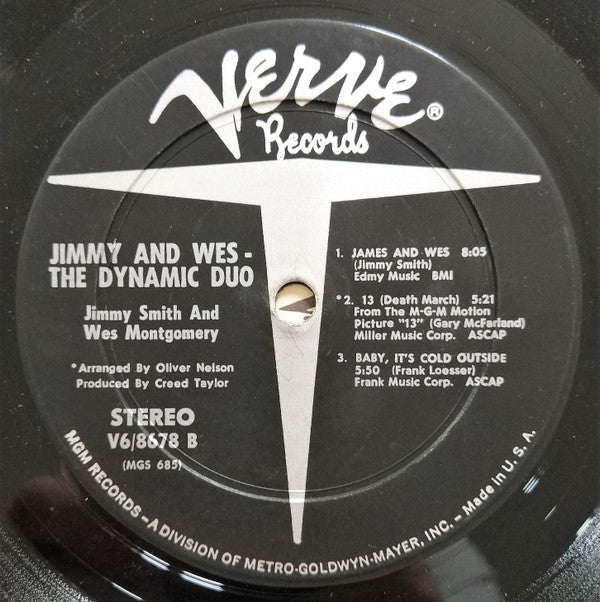 Verve®
Records
JIMMY AND WES -
THE DYNAMIC DUO
Jimmy Smith And
Wes Montgomery
*Arranged By Oliver Nelson
Produced By Creed Taylor
STEREO
V6/8678 B
(MGS 685)
1. JAMES AND WES 8:05
(Jimmy Smith)
Edmy Music BMI
*2. 13 (Death March) 5:21
From The M-G-M Motion
Picture "13" (Gary McFarland)
Miller Music Corp. ASCAP
3. BABY, IT'S COLD OUTSIDE
5:50 (Frank Loesser)
Frank Music Corp. ASCAP
MGM RECORDS – A DIVISION OF METRO-GOLDWYN-MAYER, INC. – Made in U.S.A.